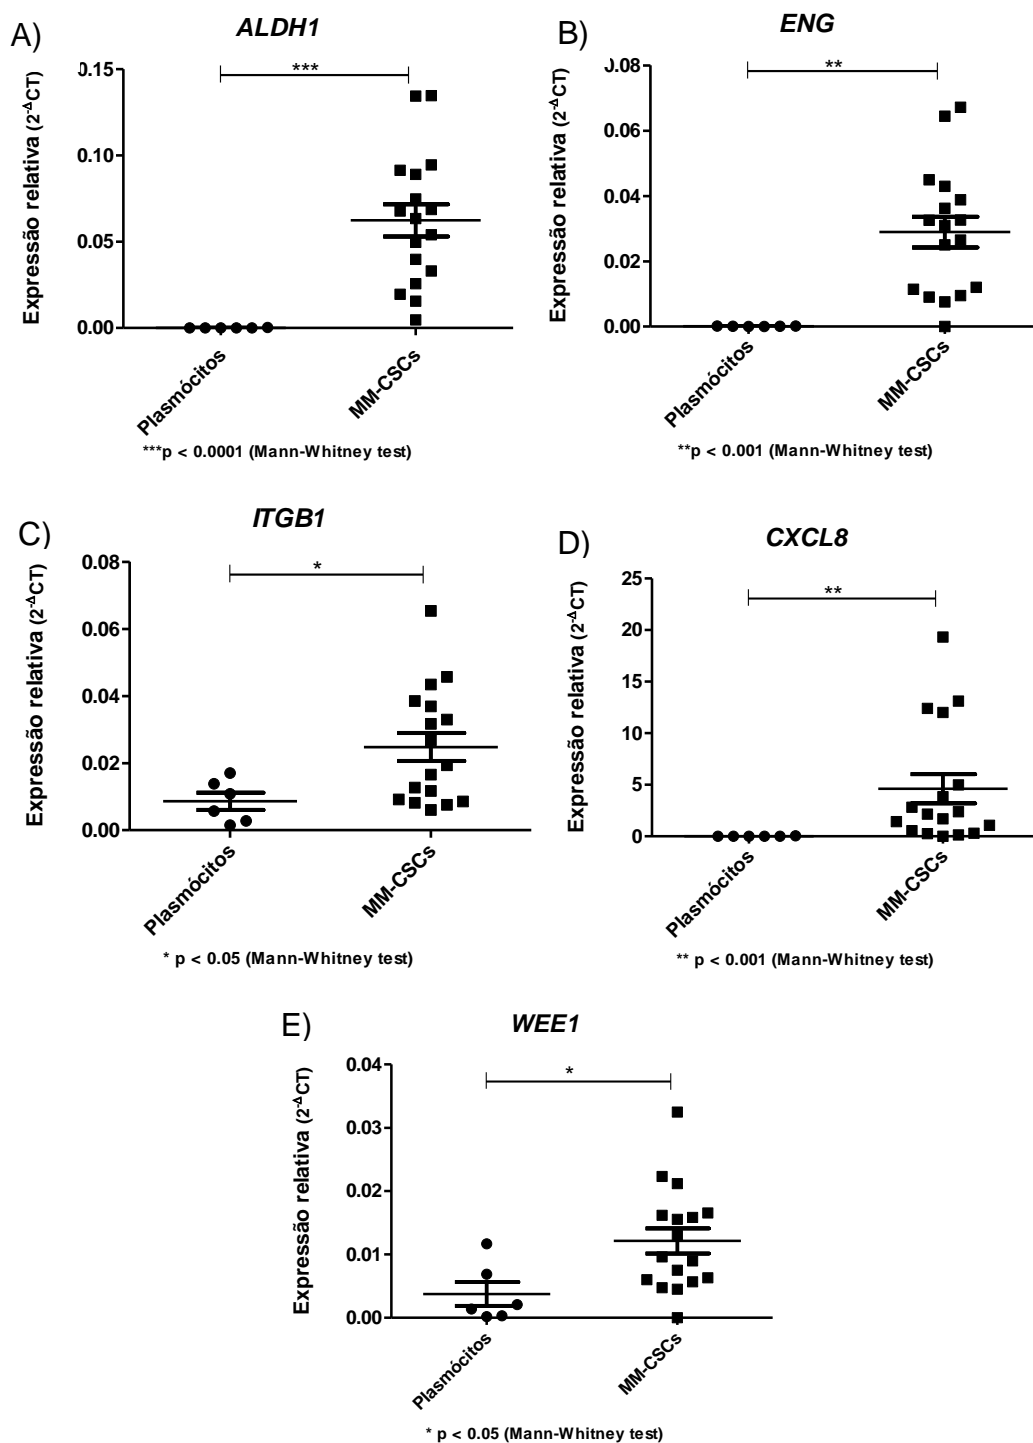 A)
ALDH1
Expressão relativa (2-ΔCT)
***
0.15
0.10
0.05
0.00
Plasmócitos
MM-CSCs
***p < 0.0001 (Mann-Whitney test)
B)
ENG
Expressão relativa (2-ΔCT)
**
0.08
0.06
0.04
0.02
0.00
Plasmócitos
MM-CSCs
**p < 0.001 (Mann-Whitney test)
C)
ITGB1
Expressão relativa (2-ΔCT)
*
0.08
0.06
0.04
0.02
0.00
Plasmócitos
MM-CSCs
* p < 0.05 (Mann-Whitney test)
D)
CXCL8
Expressão relativa (2-ΔCT)
**
25
20
15
10
5
0
Plasmócitos
MM-CSCs
** p < 0.001 (Mann-Whitney test)
E)
WEE1
Expressão relativa (2-ΔCT)
*
0.04
0.03
0.02
0.01
0.00
Plasmócitos
MM-CSCs
* p < 0.05 (Mann-Whitney test)